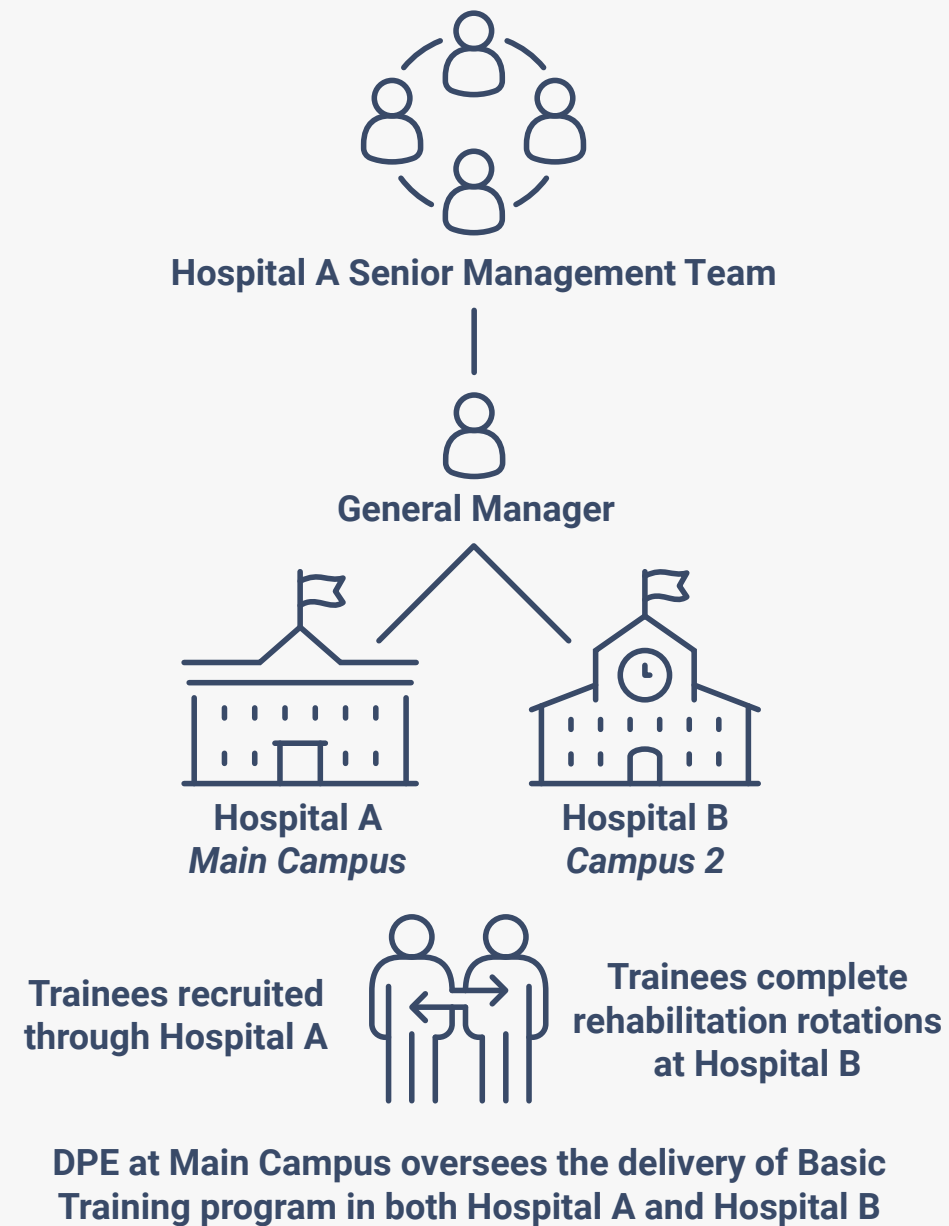 Hospital A Senior Management Team
General Manager
Hospital A
Main Campus
Hospital B
Campus 2
Trainees recruited
through Hospital A
Trainees complete
rehabilitation rotations
at Hospital B
DPE at Main Campus oversees the delivery of Basic
Training program in both Hospital A and Hospital B